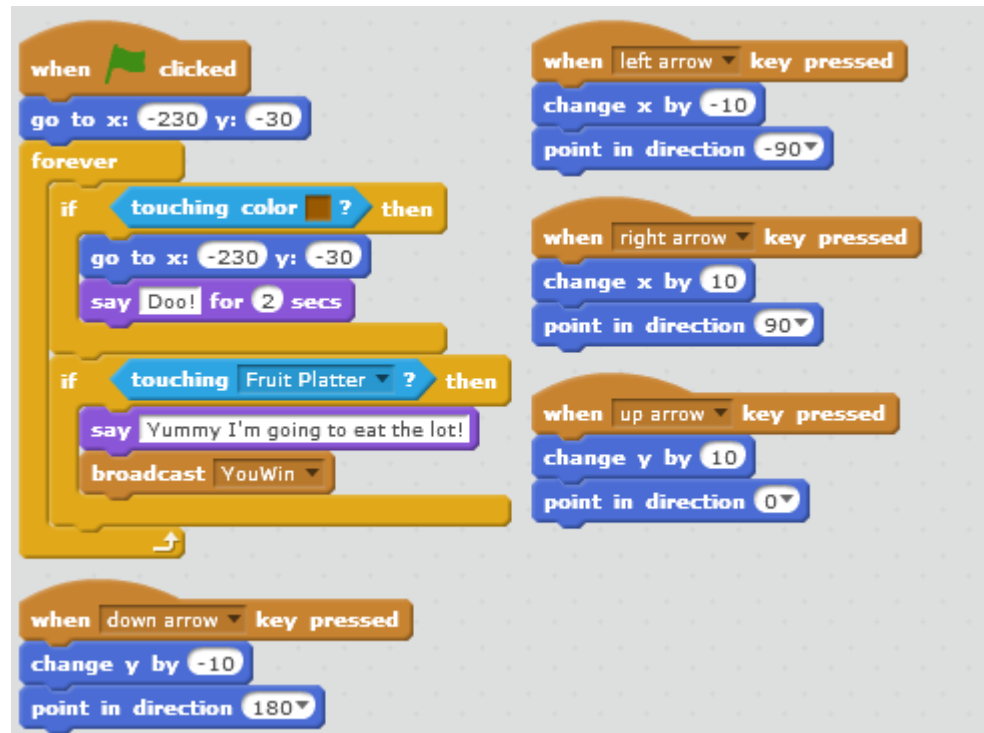 when clicked
go to x: -230 y: -30
forever
if touching color ? then
go to x: -230 y: -30
say Doo! for 2 secs
if touching Fruit Platter ? then
say Yummy I'm going to eat the lot!
broadcast YouWin
when down arrow key pressed
change y by -10
point in direction 180
when left arrow key pressed
change x by -10
point in direction -90
when right arrow key pressed
change x by 10
point in direction 90
when up arrow key pressed
change y by 10
point in direction 0